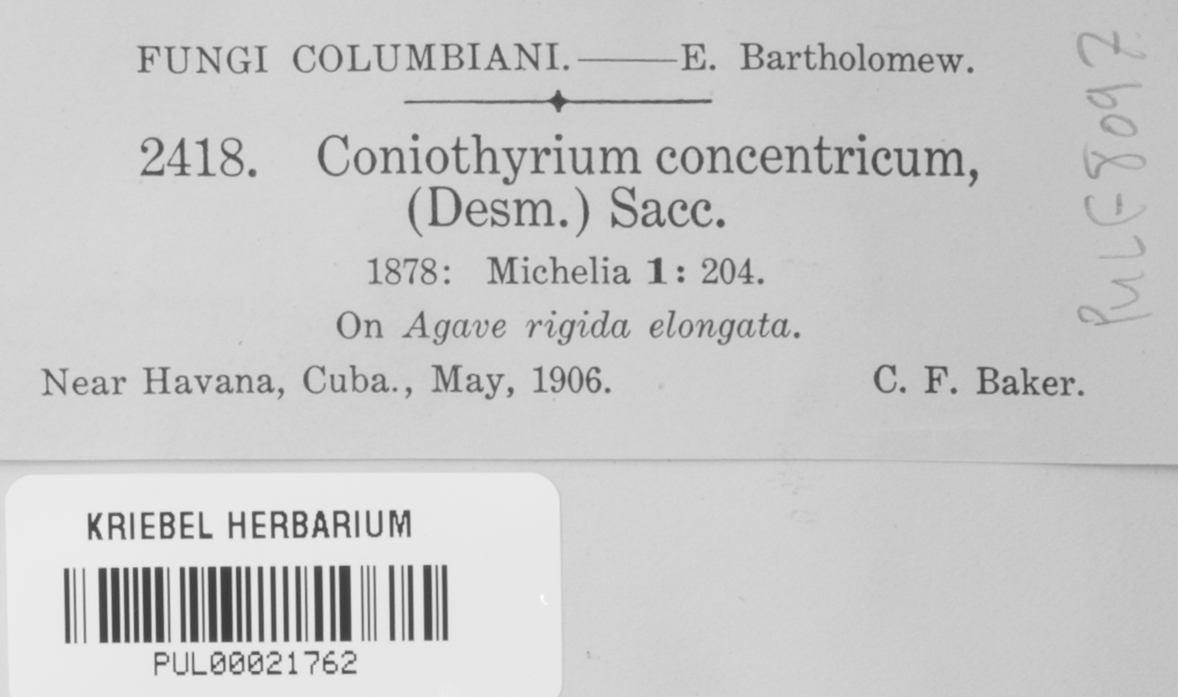 FUNGI COLUMBIANI.——E. Bartholomew.
2418. Coniothyrium concentricum,
(Desm.) Sacc.
1878: Michelia 1: 204.
On Agave rigida elongata.
Near Havana, Cuba., May, 1906. C. F. Baker.
PUL F8097
KRIEBEL HERBARIUM
PUL00021762